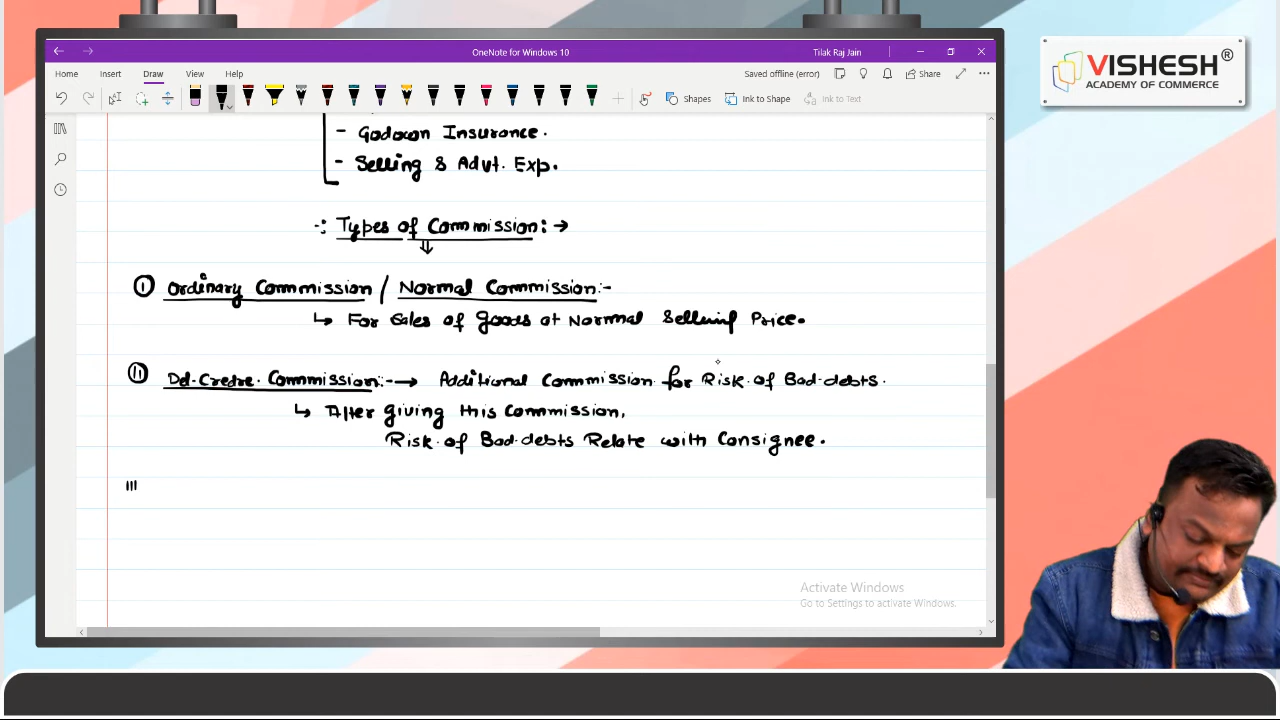 OneNote for Windows 10
Tilak Raj Jain
Home Insert Draw View Help
Saved offline (error)
Share
Shapes
Ink to Shape
Ink to Text
VISHESH®
ACADEMY OF COMMERCE
- Godown Insurance.
- Selling & Advt. Exp.
-: Types of Commission :→
⇓
① Ordinary Commission / Normal Commission :-
↳ For Sales of goods at Normal Selling Price.
(II) Del-Credre. Commission :- → Additional Commission for Risk of Bad-debts.
↳ After giving this Commission,
Risk of Bad-debts Relate with Consignee.
III
Activate Windows
Go to Settings to activate Windows.